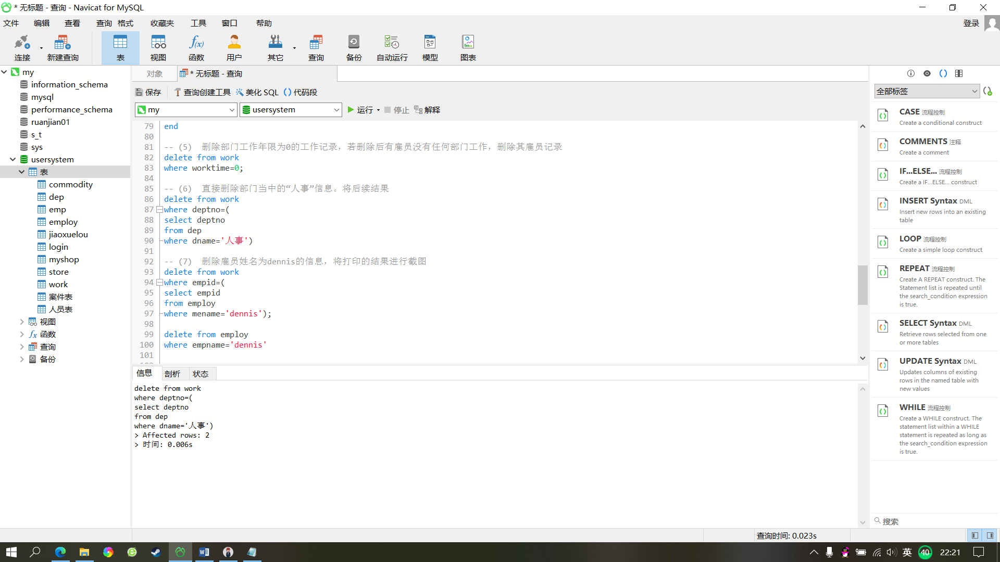 * 无标题 - 查询 - Navicat for MySQL
文件 编辑 查看 查询 格式 收藏夹 工具 窗口 帮助 登录
连接 新建查询 表 视图 函数 用户 其它 查询 备份 自动运行 模型 图表
my
information_schema
mysql
performance_schema
ruanjian01
s_t
sys
usersystem
表
commodity
dep
emp
employ
jiaoxuelou
login
myshop
store
work
案件表
人员表
视图
函数
查询
备份
对象 * 无标题 - 查询
保存 查询创建工具 美化 SQL 代码段
my usersystem 运行 停止 解释
79 end
80
81 -- (5) 删除部门工作年限为0的工作记录，若删除后有雇员没有任何部门工作，删除其雇员记录
82 delete from work
83 where worktime=0;
84
85 -- (6) 直接删除部门当中的“人事”信息。将后续结果
86 delete from work
87 where deptno=(
88 select deptno
89 from dep
90 where dname='人事')
91
92 -- (7) 删除雇员姓名为dennis的信息，将打印的结果进行截图
93 delete from work
94 where empid=(
95 select empid
96 from employ
97 where mename='dennis');
98
99 delete from employ
100 where empname='dennis'
101
信息 剖析 状态
delete from work
where deptno=(
select deptno
from dep
where dname='人事')
> Affected rows: 2
> 时间: 0.006s
全部标签
CASE 流程控制
Create a conditional construct
COMMENTS 注释
Create a comment
IF...ELSE... 流程控制
Create a IF...ELSE... construct
INSERT Syntax DML
Insert new rows into an existing
table
LOOP 流程控制
Create a simple loop construct
REPEAT 流程控制
Create A REPEAT construct. The
Statement list is repeated until
the search_condition expression
is true.
SELECT Syntax DML
Retrieve rows selected from one
or more tables
UPDATE Syntax DML
Updates columns of existing
rows in the named table with
new values
WHILE 流程控制
Create a WHILE construct. The
statement list within a WHILE
statement is repeated as long as
the search_condition expression
is true.
搜索
查询时间: 0.023s
英 40 22:21